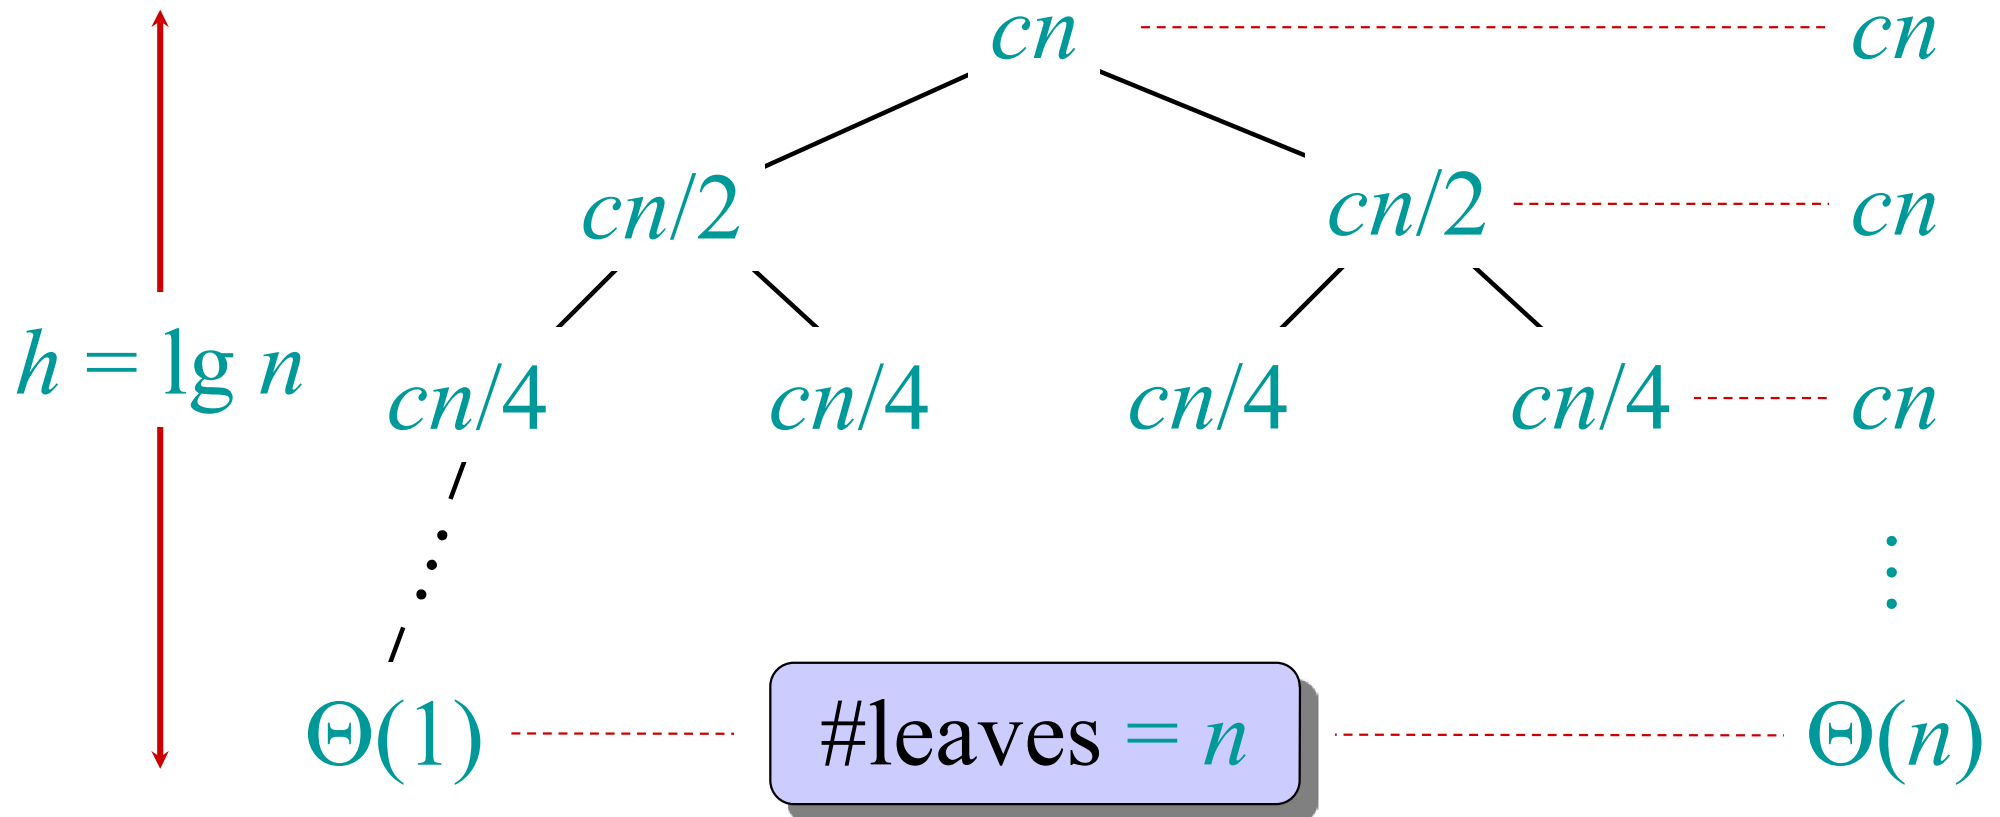 cn cn
cn/2 cn/2 cn
h = lg n cn/4 cn/4 cn/4 cn/4 cn
Θ(1) #leaves = n Θ(n)